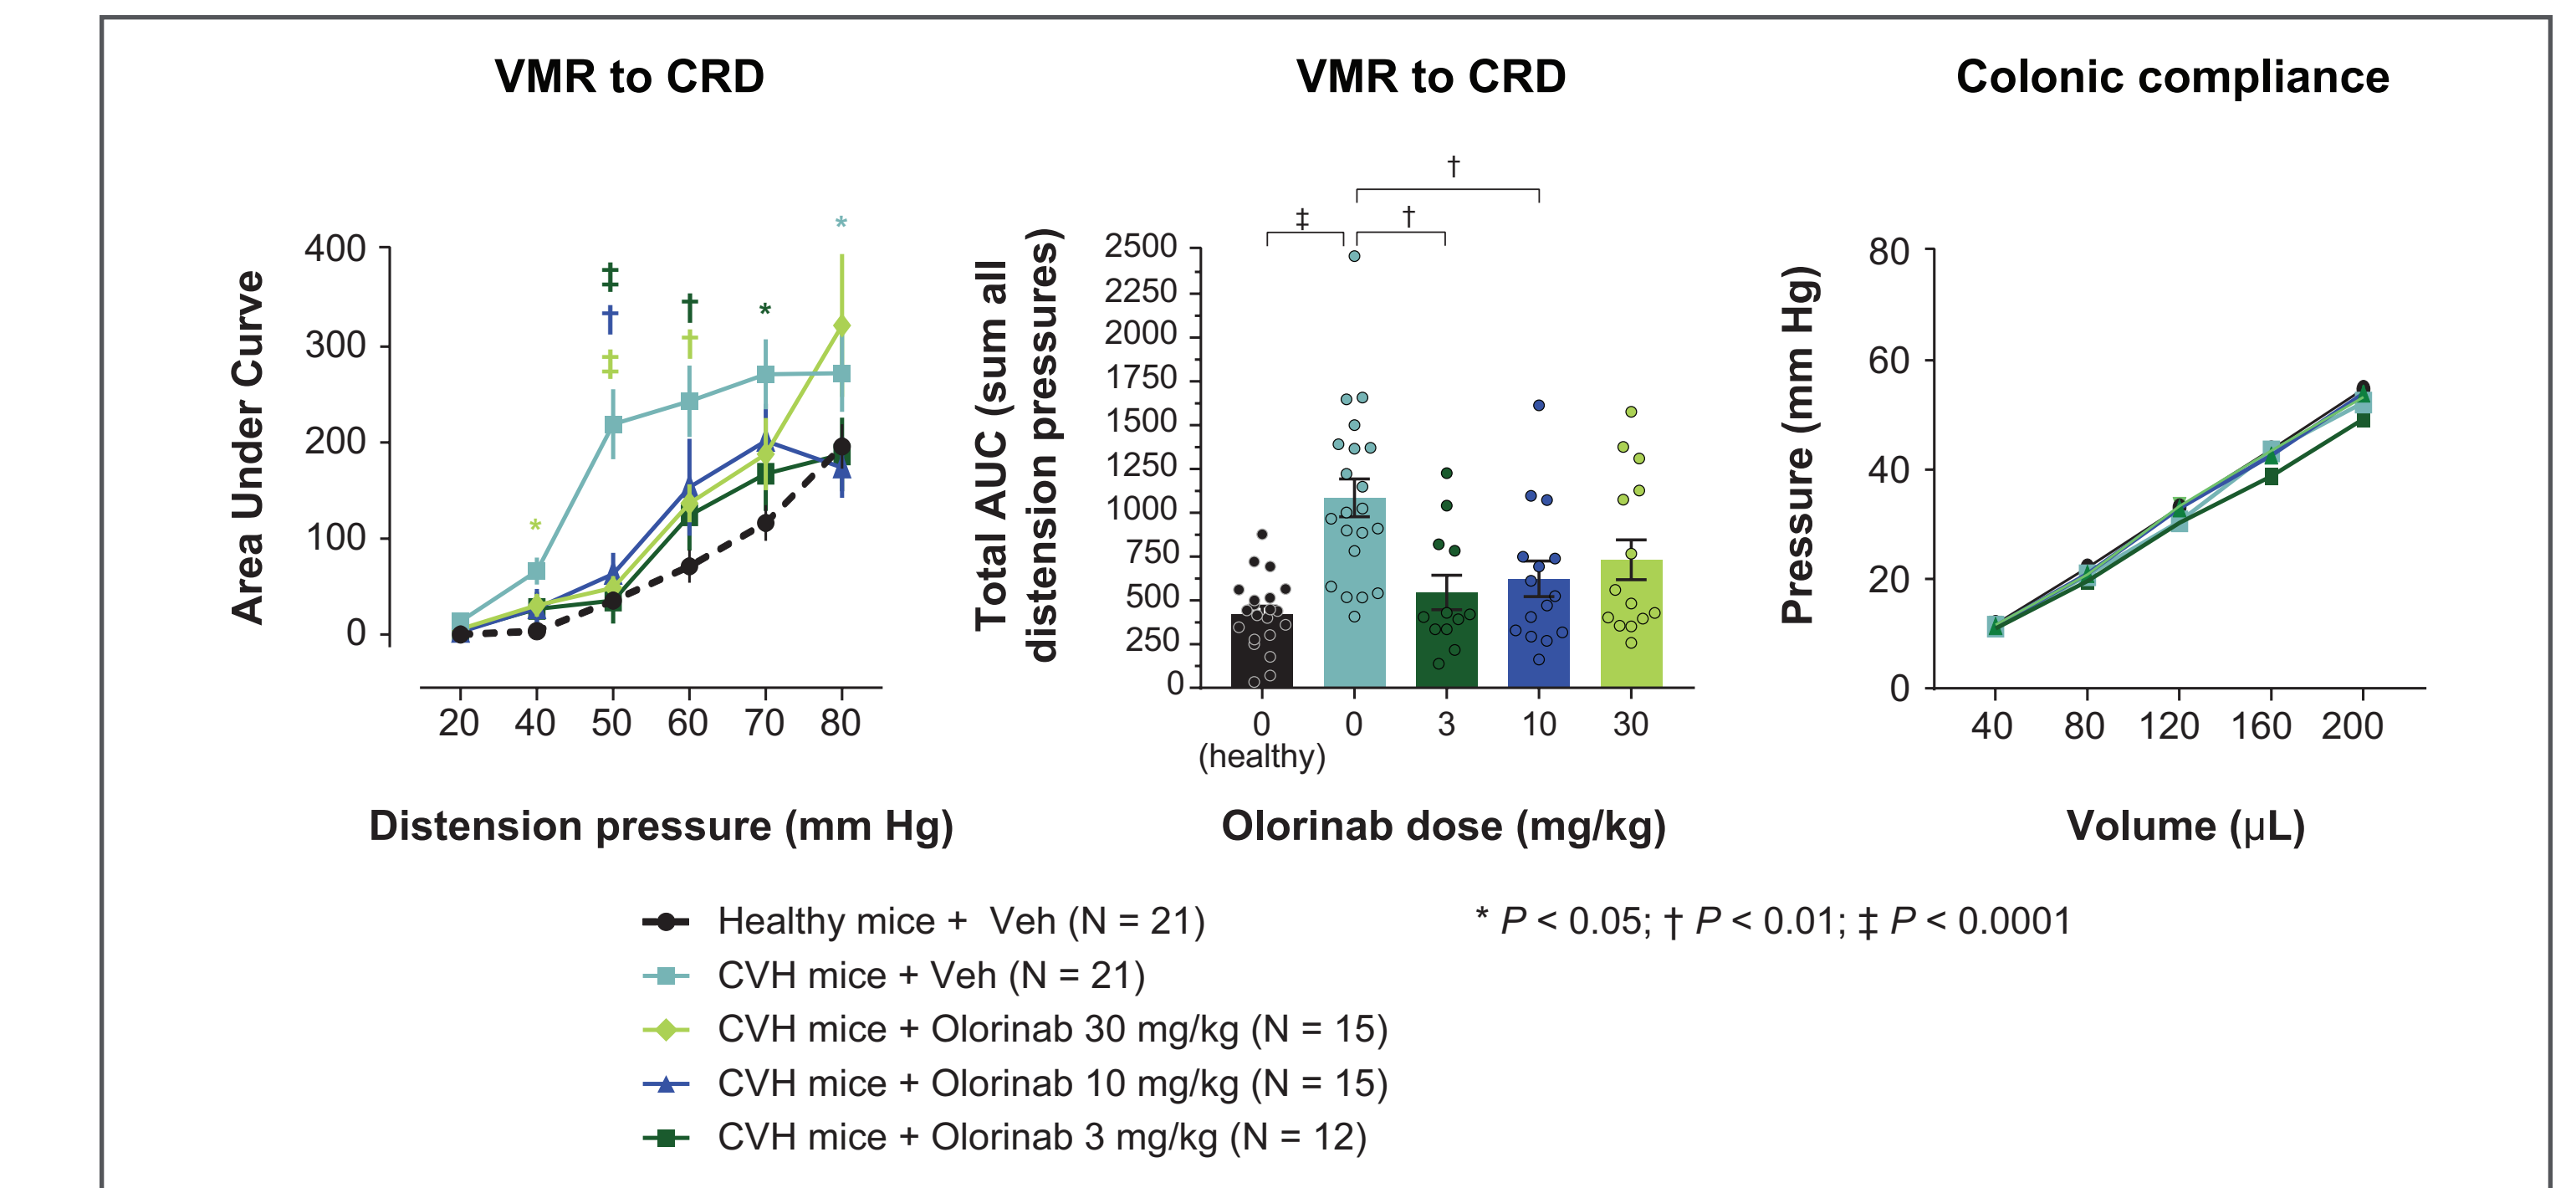 VMR to CRD
Area Under Curve
400
300
200
100
0
*
‡
†
‡
†
†
*
*
20 40 50 60 70 80
Distension pressure (mm Hg)
VMR to CRD
Total AUC (sum all
distension pressures)
2500
2250
2000
1750
1500
1250
1000
750
500
250
0
†
‡ †
0 0 3 10 30
(healthy)
Olorinab dose (mg/kg)
Colonic compliance
Pressure (mm Hg)
80
60
40
20
0
40 80 120 160 200
Volume (µL)
Healthy mice + Veh (N = 21)
CVH mice + Veh (N = 21)
CVH mice + Olorinab 30 mg/kg (N = 15)
CVH mice + Olorinab 10 mg/kg (N = 15)
CVH mice + Olorinab 3 mg/kg (N = 12)
* P < 0.05; † P < 0.01; ‡ P < 0.0001